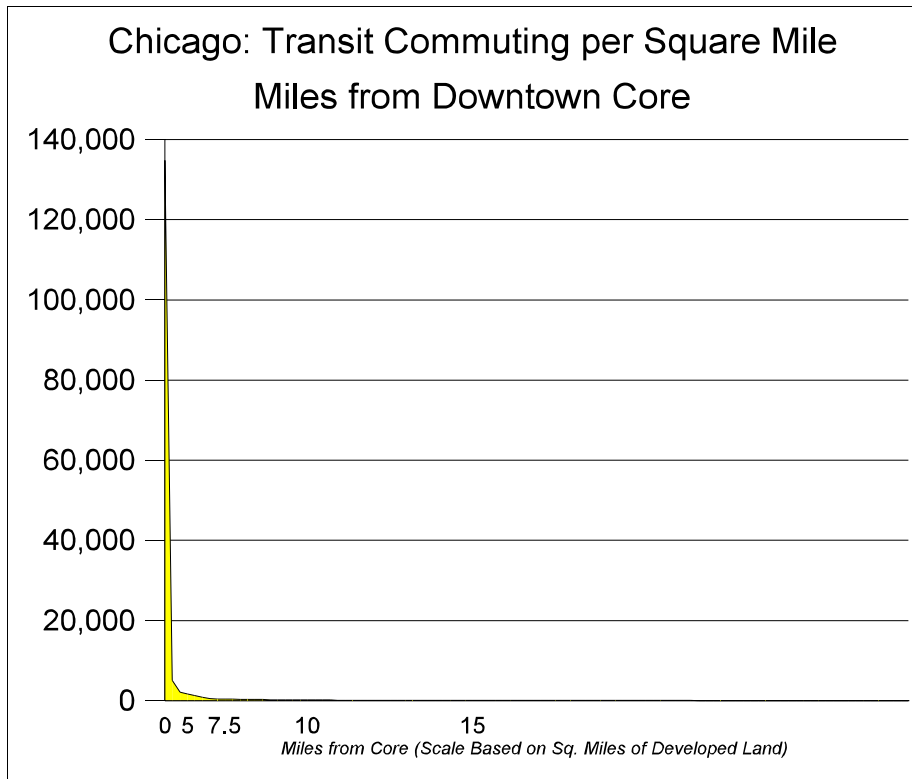 Chicago: Transit Commuting per Square Mile
Miles from Downtown Core
140,000
120,000
100,000
80,000
60,000
40,000
20,000
0
0 5 7.5 10 15
Miles from Core (Scale Based on Sq. Miles of Developed Land)